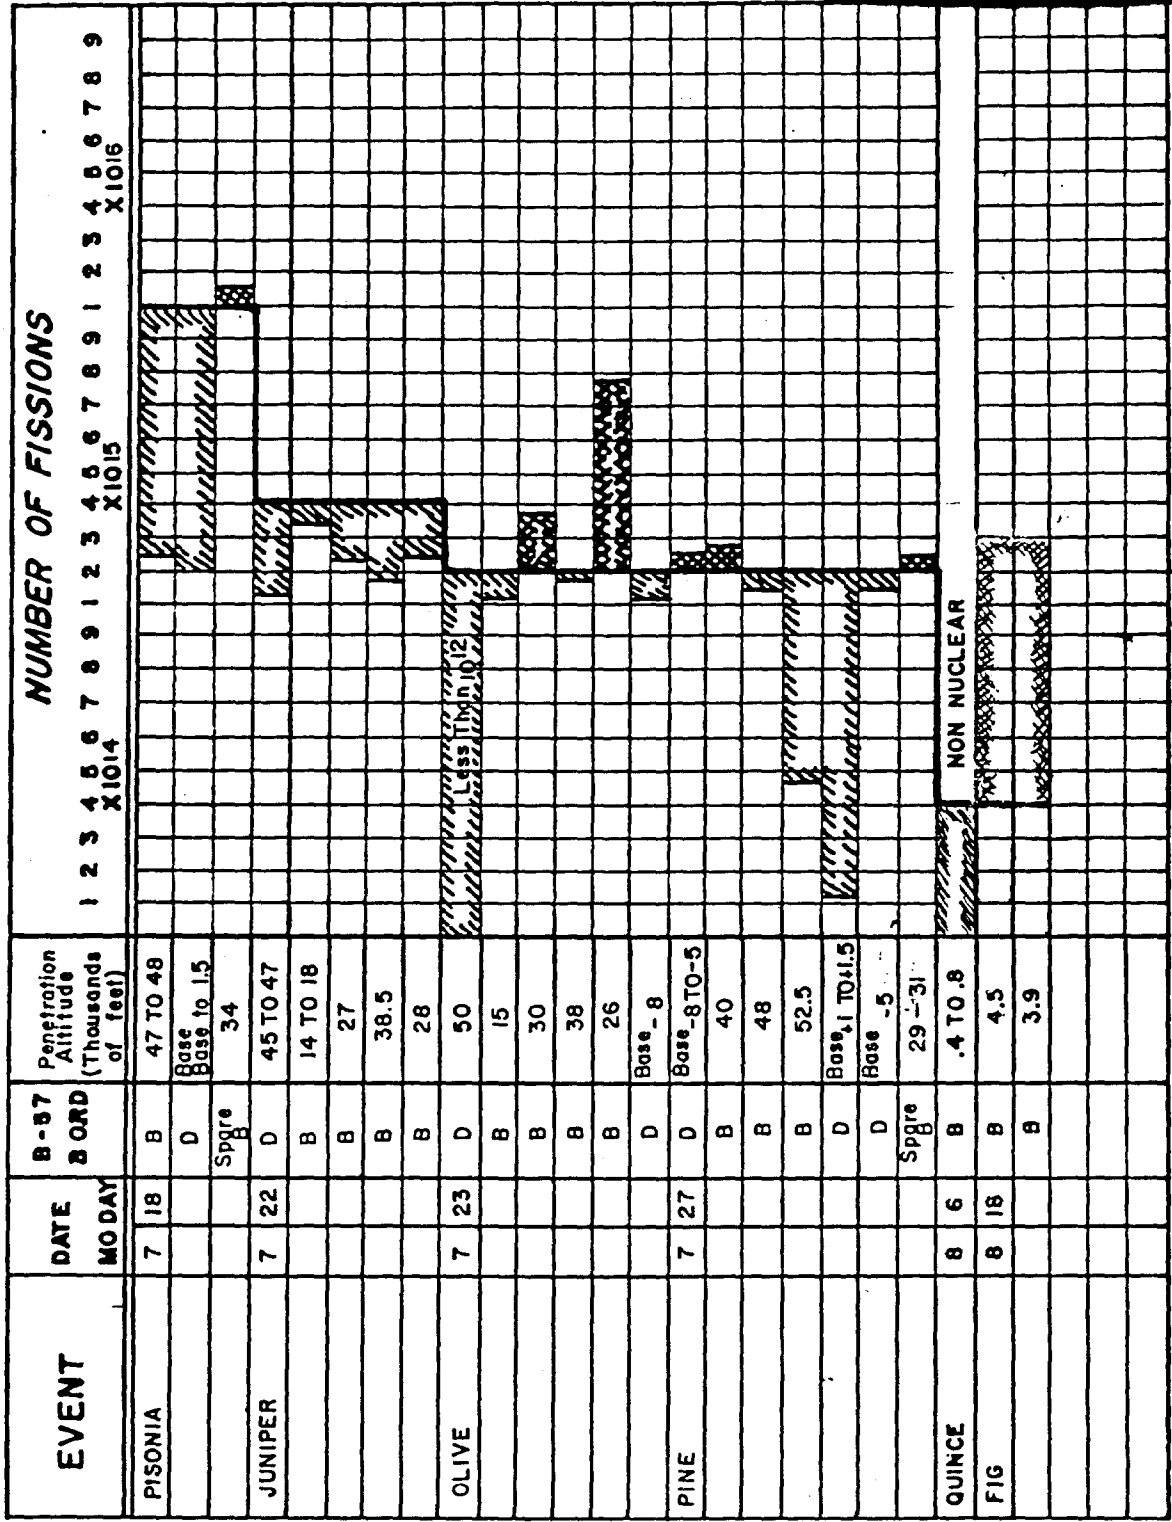 NUMBER OF FISSIONS
EVENT
DATE
MO DAY
B-57
B OR D
Penetration
Altitude
(Thousands
of feet)
1 2 3 4 5 6 7 8 9 1 2 3 4 5 6 7 8 9 1 2 3 4 5 6 7 8 9
X1014 X1015 X1016
PISONIA 7 18 B 47 TO 48
D Base
Base to 1.5
Spare
B 34
JUNIPER 7 22 D 45 TO 47
B 14 TO 18
B 27
B 38.5
B 28
OLIVE 7 23 D 50 Less Than 10¹²
B 15
B 30
B 38
B 26
D Base - 8
PINE 7 27 D Base -8 TO -5
B 40
B 48
B 52.5
D Base +1 TO +1.5
D Base -5
Spare
B 29 - 31
QUINCE 8 6 B .4 TO .8 NON NUCLEAR
FIG 8 18 B 4.5
B 3.9